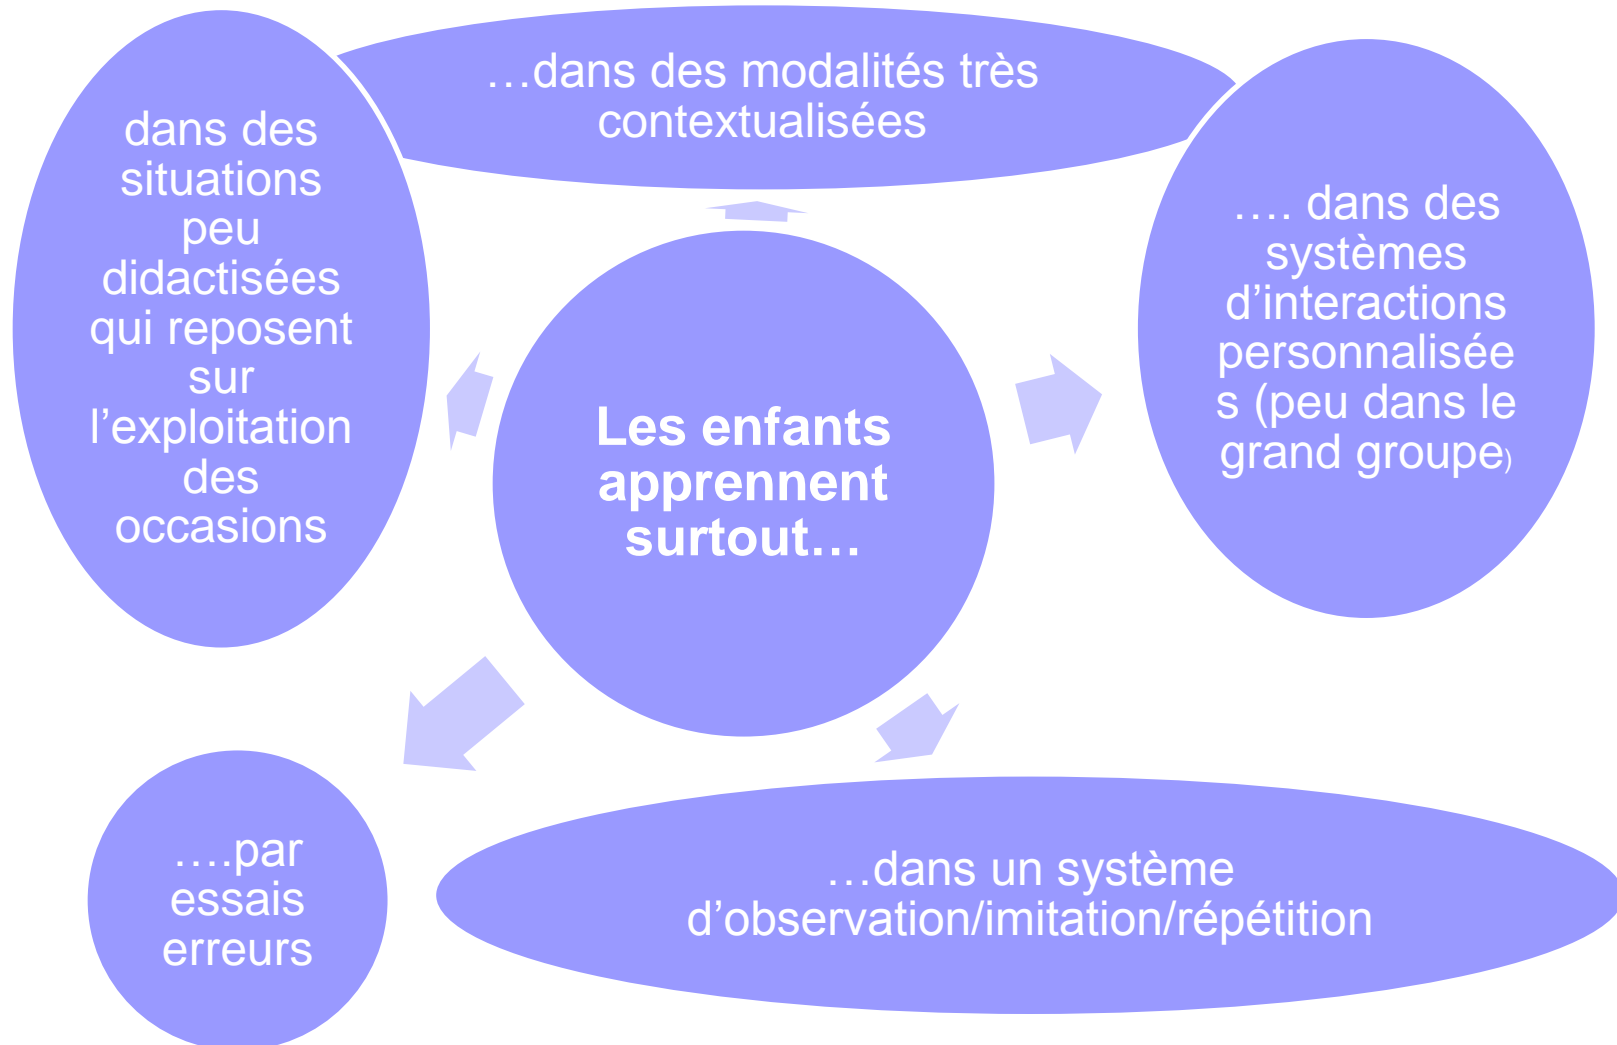 …dans des modalités très
contextualisées
dans des
situations
peu
didactisées
qui reposent
sur
l’exploitation
des
occasions
…. dans des
systèmes
d’interactions
personnalisée
s (peu dans le
grand groupe)
Les enfants
apprennent
surtout…
….par
essais
erreurs
…dans un système
d’observation/imitation/répétition